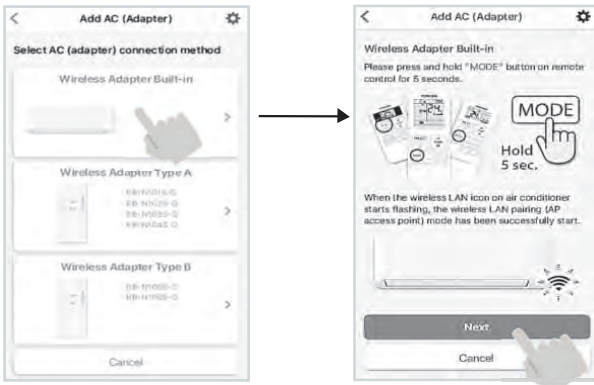 Add AC (Adapter)
Select AC (adapter) connection method
Wireless Adapter Built-in
Wireless Adapter Type A
Wireless Adapter Type B
Cancel
Add AC (Adapter)
Wireless Adapter Built-in
Please press and hold "MODE" button on remote
control for 5 seconds.
MODE
Hold
5 sec.
When the wireless LAN icon on air conditioner
starts flashing, the wireless LAN pairing (AP
access point) mode has been successfully start.
Next
Cancel